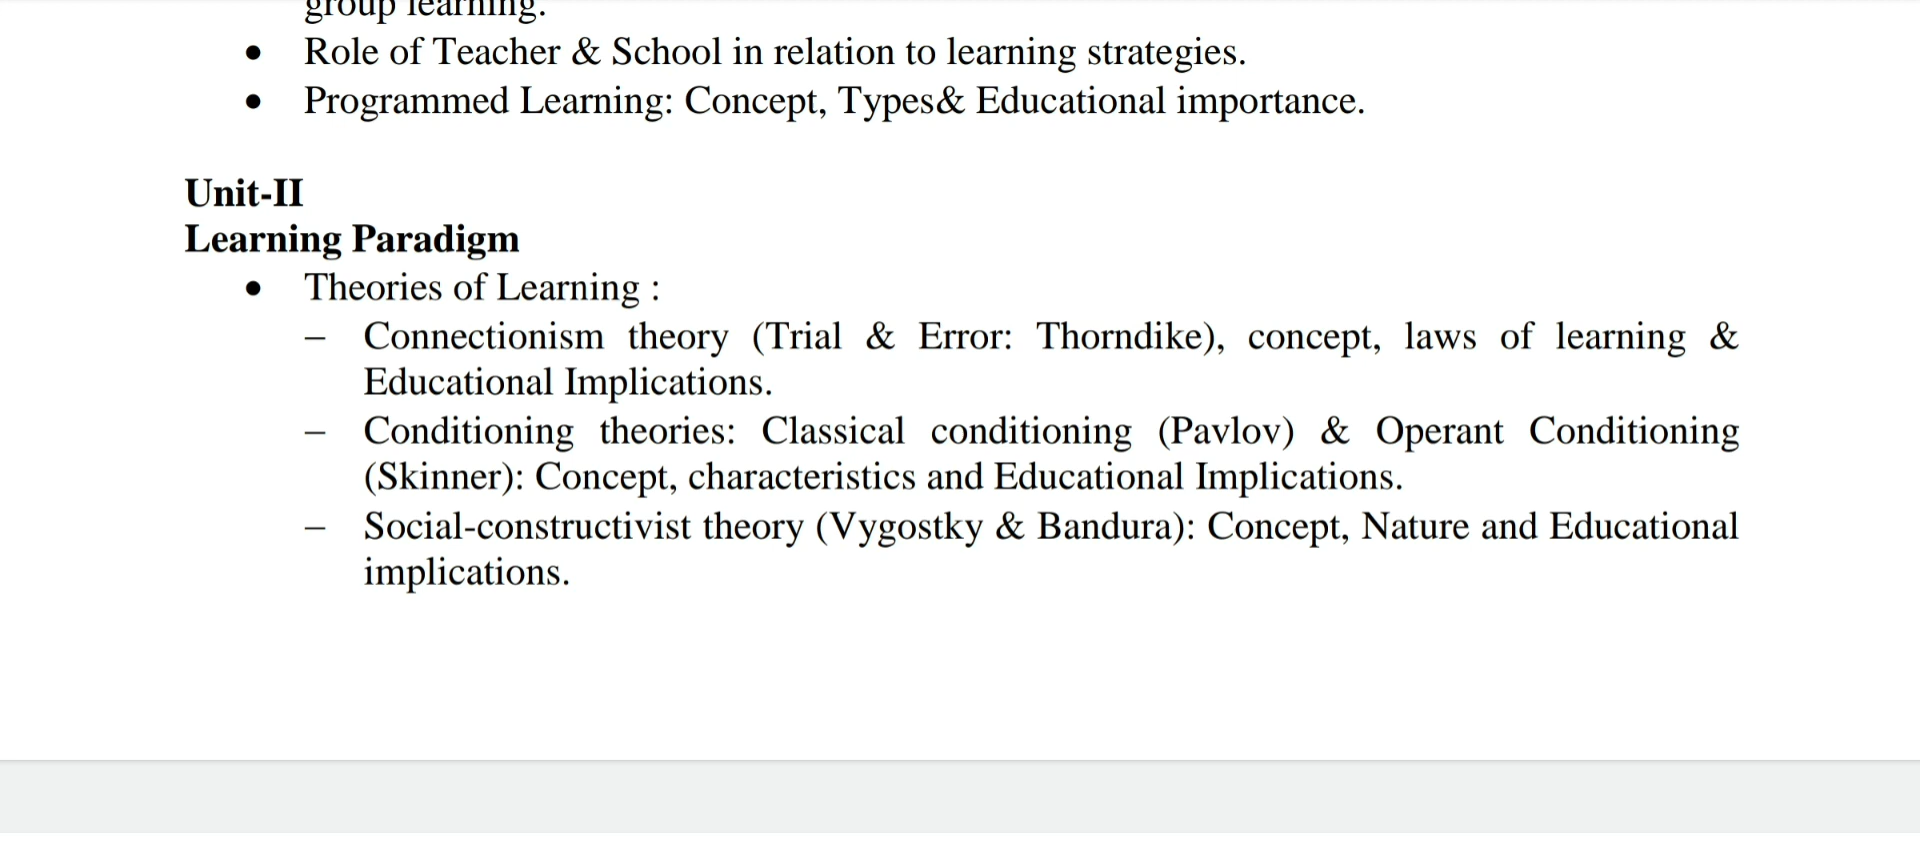 group learning.
• Role of Teacher & School in relation to learning strategies.
• Programmed Learning: Concept, Types& Educational importance.
Unit-II
Learning Paradigm
• Theories of Learning :
– Connectionism theory (Trial & Error: Thorndike), concept, laws of learning &
Educational Implications.
– Conditioning theories: Classical conditioning (Pavlov) & Operant Conditioning
(Skinner): Concept, characteristics and Educational Implications.
– Social-constructivist theory (Vygostky & Bandura): Concept, Nature and Educational
implications.